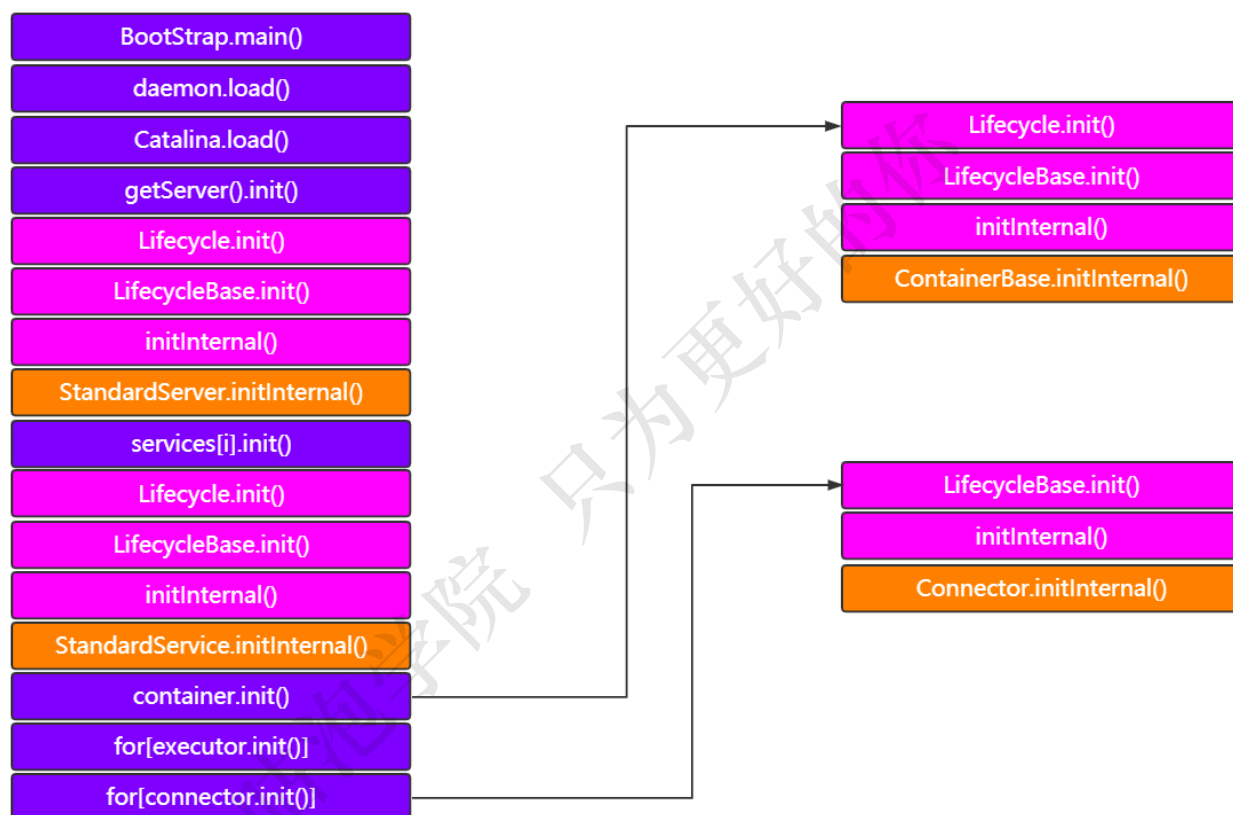 BootStrap.main()
daemon.load()
Catalina.load()
getServer().init()
Lifecycle.init()
LifecycleBase.init()
initInternal()
StandardServer.initInternal()
services[i].init()
Lifecycle.init()
LifecycleBase.init()
initInternal()
StandardService.initInternal()
container.init()
for[executor.init()]
for[connector.init()]
Lifecycle.init()
LifecycleBase.init()
initInternal()
ContainerBase.initInternal()
LifecycleBase.init()
initInternal()
Connector.initInternal()
泡学院 只为更好的你